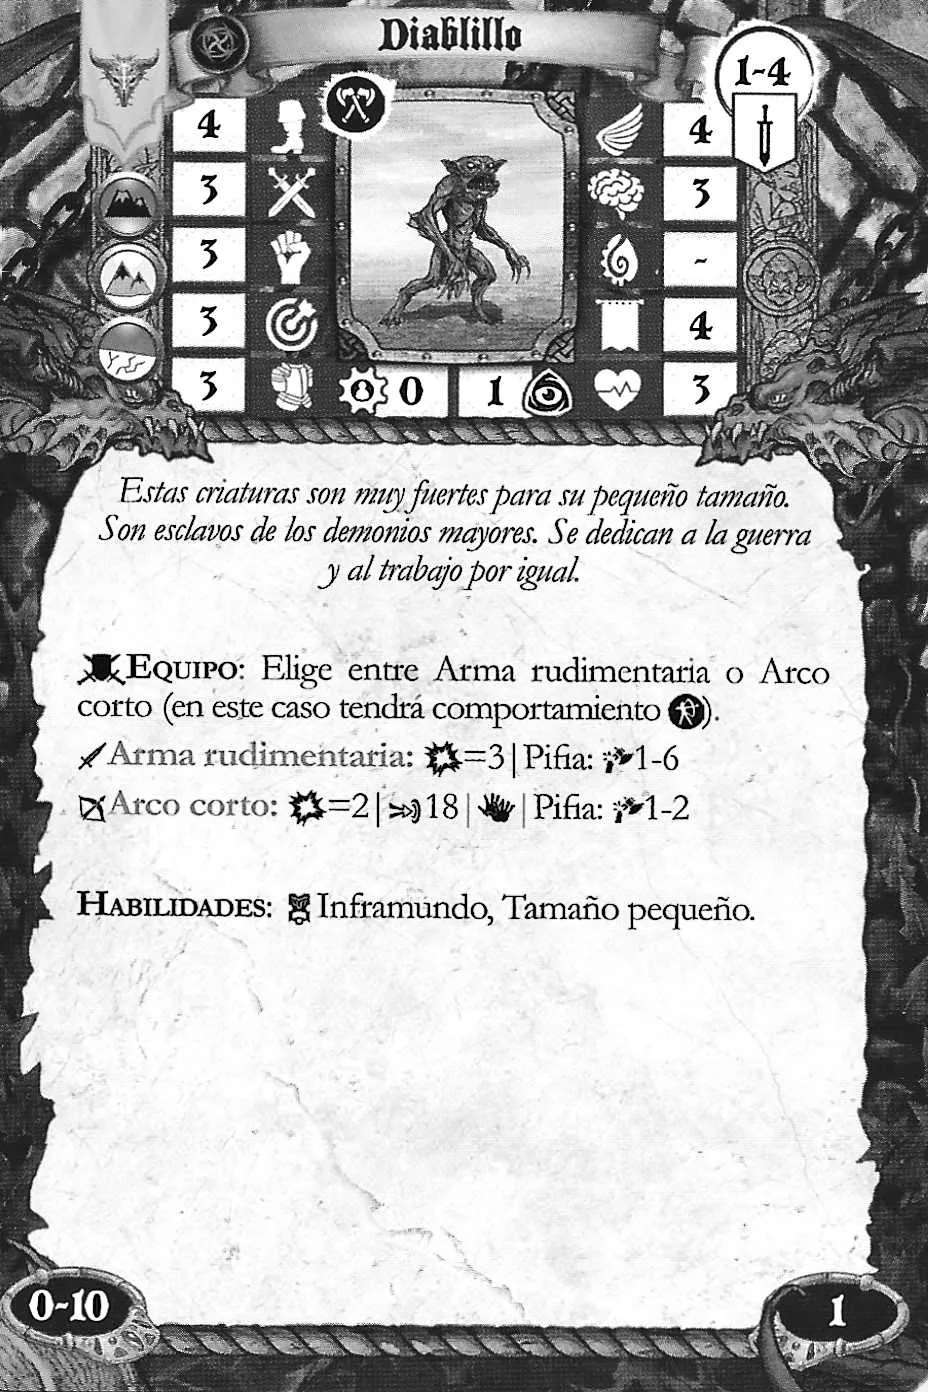 Diablillo
1-4
4
4
3
3
3
-
3
4
3
0
1
3
Estas criaturas son muy fuertes para su pequeño tamaño.
Son esclavos de los demonios mayores. Se dedican a la guerra
y al trabajo por igual.
EQUIPO: Elige entre Arma rudimentaria o Arco
corto (en este caso tendrá comportamiento ).
Arma rudimentaria: =3 | Pifia: 1-6
Arco corto: =2 | 18 | | Pifia: 1-2
HABILIDADES: Inframundo, Tamaño pequeño.
0-10
1